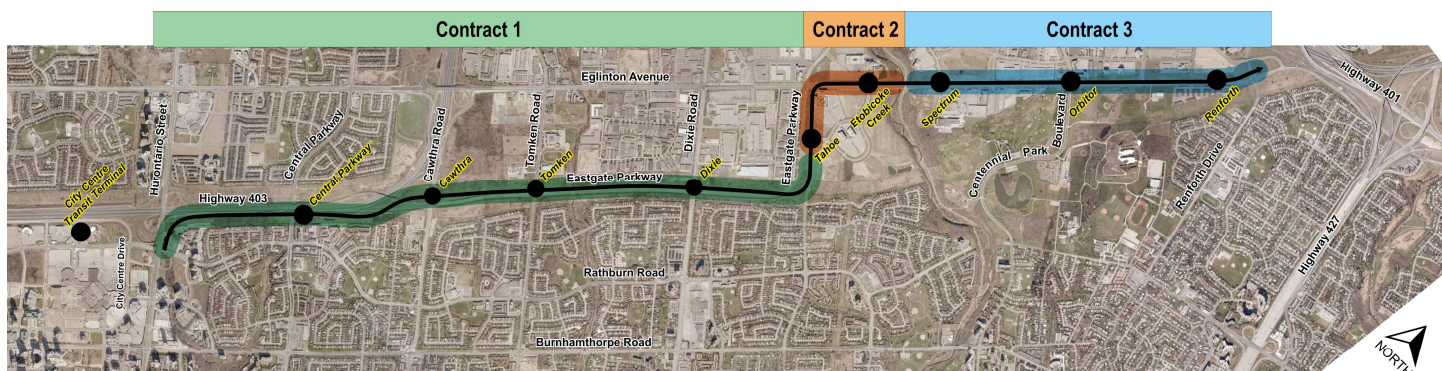 Contract 1
Contract 2
Contract 3
Eglinton Avenue
Highway 401
Hurontario Street
Central Parkway
Cawthra Road
Tomken Road
Dixie Road
Eastgate Parkway
Tahoe
Etobicoke
Creek
Spectrum
Orbitor
Boulevard
Renforth
City Centre
Transit Terminal
Highway 403
Central Parkway
Cawthra
Tomken
Eastgate Parkway
Dixie
Centennial Park
Renforth Drive
City Centre Drive
Rathburn Road
Highway 427
Burnhamthorpe Road
NORTH